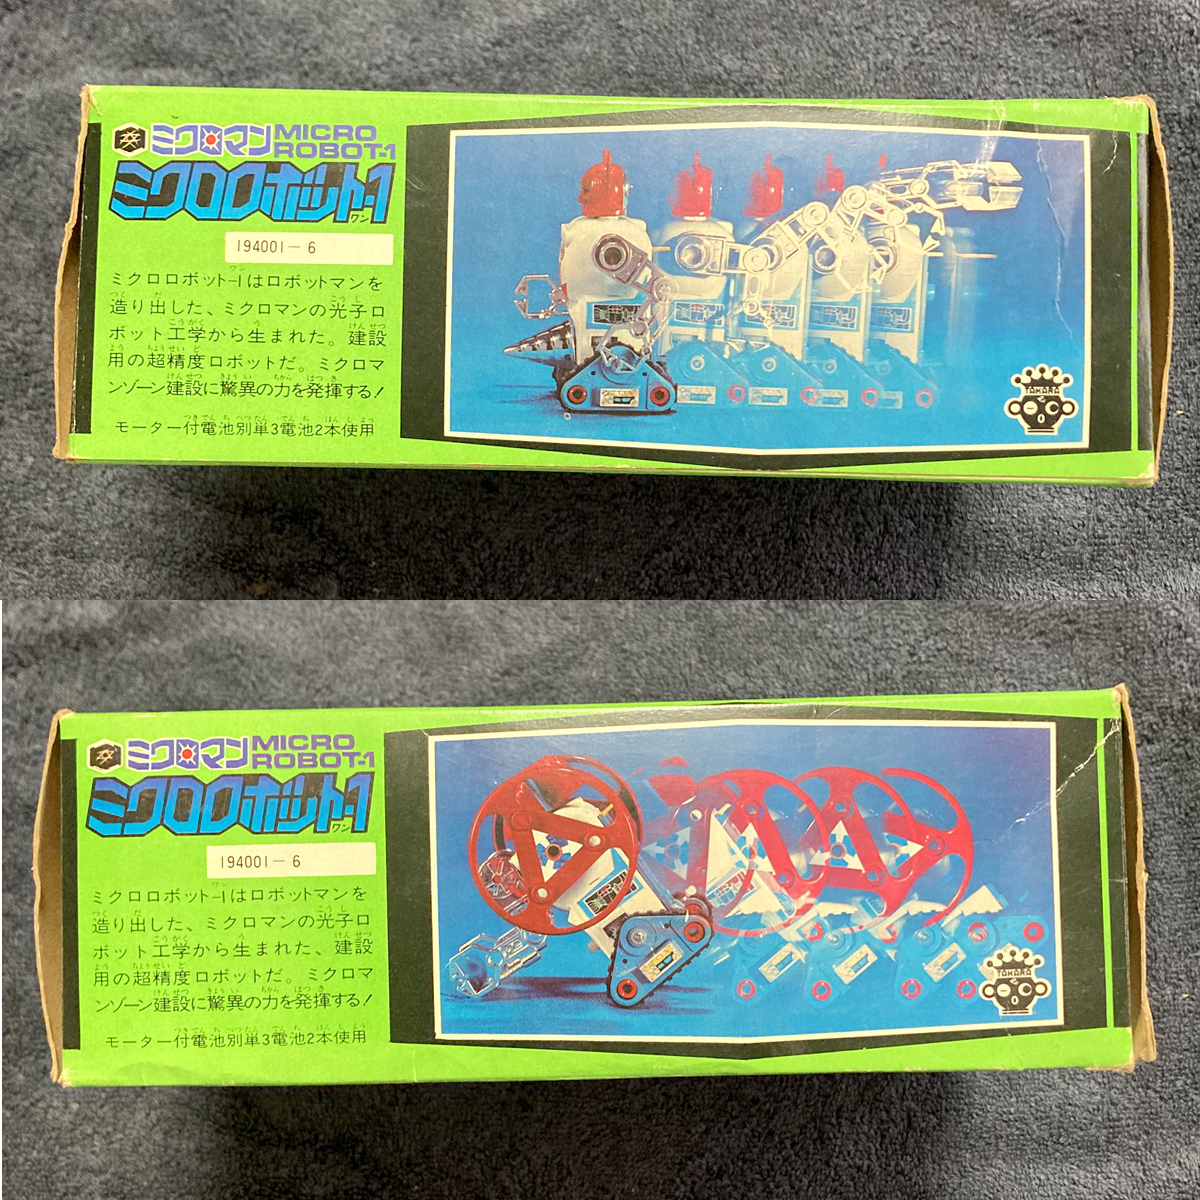 ミクロマン MICRO
ROBOT-1
ミクロロボット-1
ワン
194001-6
ミクロロボット-1はロボットマンを
造り出した、ミクロマンの光子ロ
ボット工学から生まれた。建設
用の超精度ロボットだ。ミクロマ
ンゾーン建設に驚異の力を発揮する!
モーター付電池別単3電池2本使用
TAKARA
ミクロマン MICRO
ROBOT-1
ミクロロボット-1
ワン
194001-6
ミクロロボット-1はロボットマンを
造り出した、ミクロマンの光子ロ
ボット工学から生まれた、建設
用の超精度ロボットだ。ミクロマ
ンゾーン建設に驚異の力を発揮する!
モーター付電池別単3電池2本使用
TAKARA